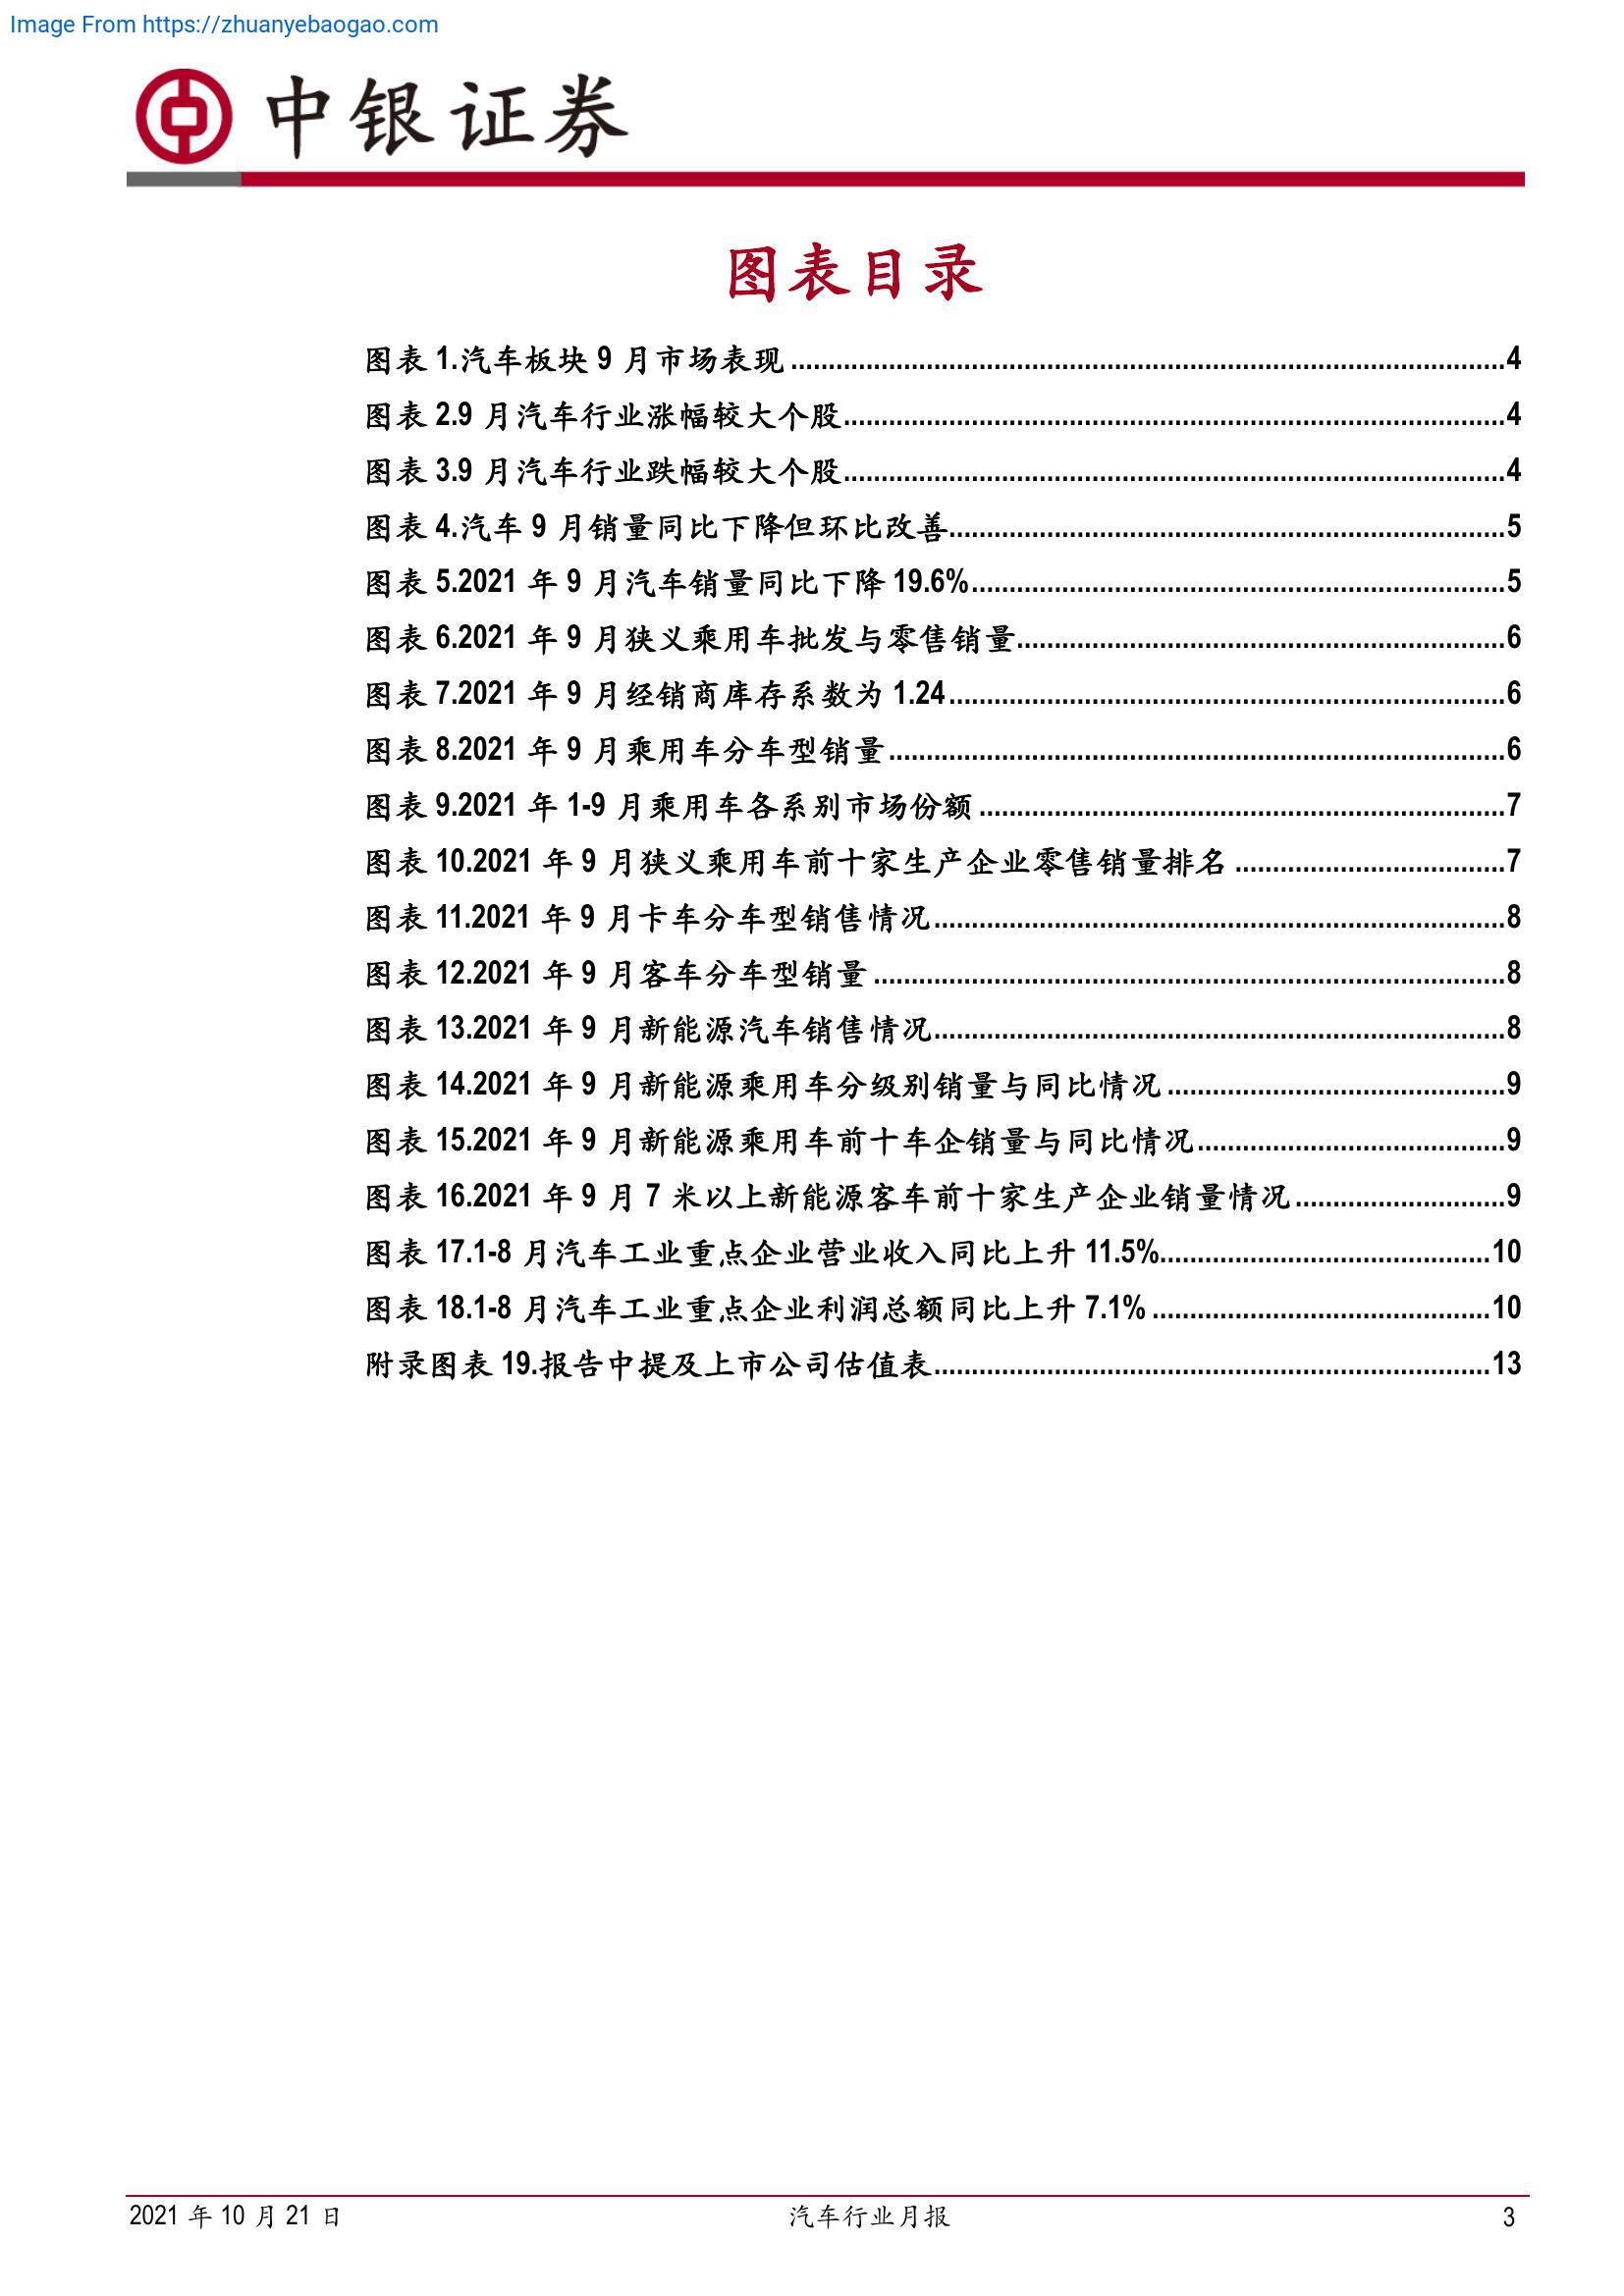 Image From https://zhuanyebaogao.com
中银证券
图表目录
图表 1.汽车板块 9 月市场表现 ........................................................................................4
图表 2.9 月汽车行业涨幅较大个股........................................................................................4
图表 3.9 月汽车行业跌幅较大个股........................................................................................4
图表 4.汽车 9 月销量同比下降但环比改善........................................................................5
图表 5.2021 年 9 月汽车销量同比下降 19.6%........................................................................5
图表 6.2021 年 9 月狭义乘用车批发与零售销量................................................................6
图表 7.2021 年 9 月经销商库存系数为 1.24........................................................................6
图表 8.2021 年 9 月乘用车分车型销量................................................................................6
图表 9.2021 年 1-9 月乘用车各系别市场份额 ....................................................................7
图表 10.2021 年 9 月狭义乘用车前十家生产企业零售销量排名 ....................................7
图表 11.2021 年 9 月卡车分车型销售情况........................................................................8
图表 12.2021 年 9 月客车分车型销量 ................................................................................8
图表 13.2021 年 9 月新能源汽车销售情况........................................................................8
图表 14.2021 年 9 月新能源乘用车分级别销量与同比情况 ............................................9
图表 15.2021 年 9 月新能源乘用车前十车企销量与同比情况........................................9
图表 16.2021 年 9 月 7 米以上新能源客车前十家生产企业销量情况..............................9
图表 17.1-8 月汽车工业重点企业营业收入同比上升 11.5%............................................10
图表 18.1-8 月汽车工业重点企业利润总额同比上升 7.1% .............................................10
附录图表 19.报告中提及上市公司估值表..........................................................................13
2021 年 10 月 21 日
汽车行业月报
3